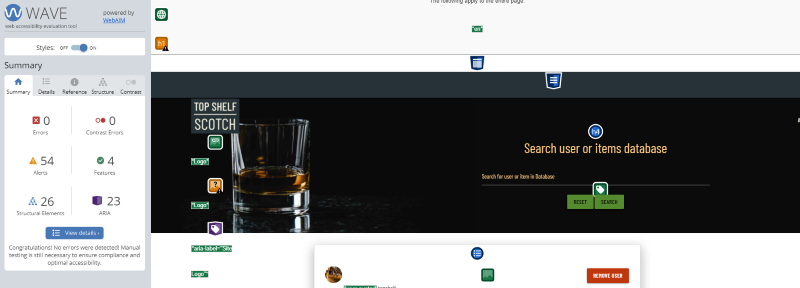 WAVE
web accessibility evaluation tool
powered by
WebAIM
Styles: OFF ON
Summary
Summary Details Reference Structure Contrast
0 Errors
0 Contrast Errors
54 Alerts
4 Features
26 Structural Elements
23 ARIA
View details ›
Congratulations! No errors were detected! Manual
testing is still necessary to ensure compliance and
optimal accessibility.
The following apply to the entire page:
"en"
h1
TOP SHELF
SCOTCH
"Logo"
"Logo"
"aria-label="Site
Logo"
h4
Search user or items database
Search for user or item in Database
RESET SEARCH
REMOVE USER